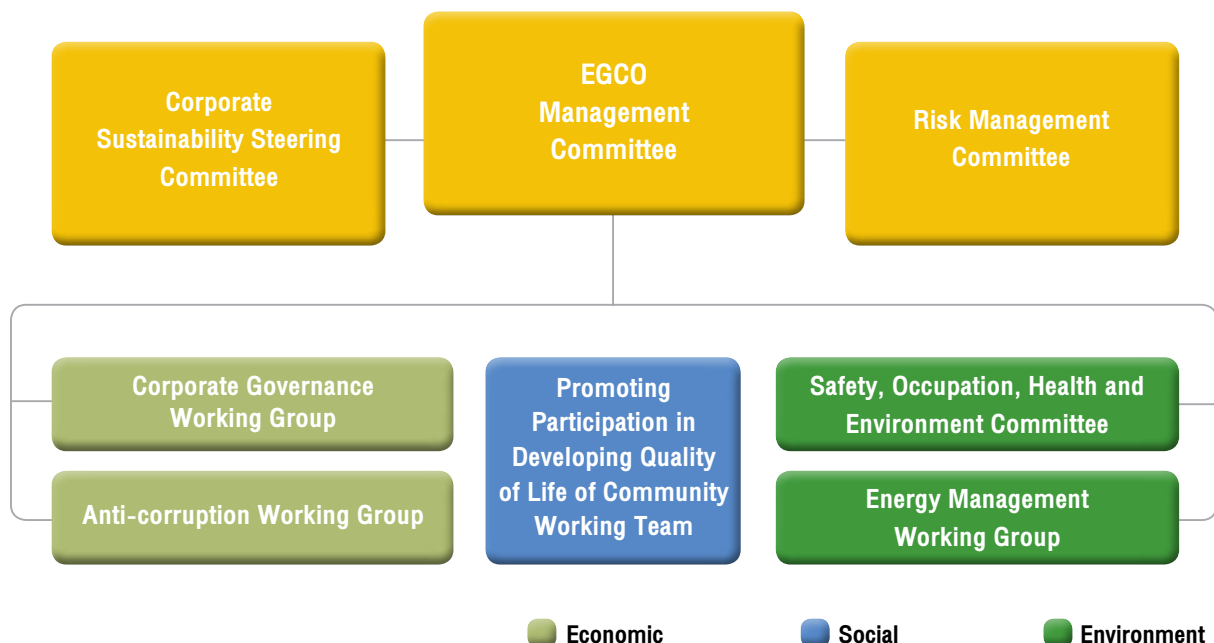 Corporate
Sustainability Steering
Committee
EGCO
Management
Committee
Risk Management
Committee
Corporate Governance
Working Group
Anti-corruption Working Group
Promoting
Participation in
Developing Quality
of Life of Community
Working Team
Safety, Occupation, Health and
Environment Committee
Energy Management
Working Group
Economic
Social
Environment